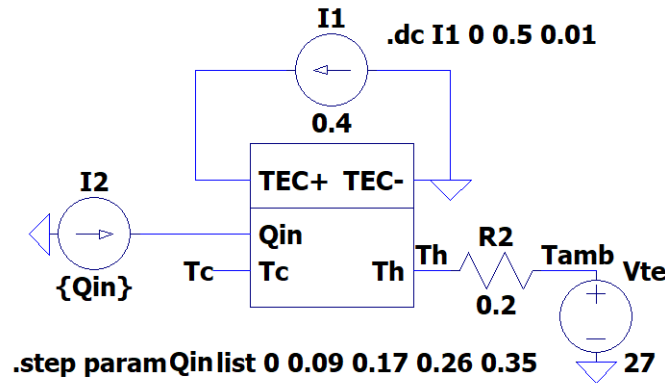 I1
.dc I1 0 0.5 0.01
0.4
TEC+ TEC-
I2
Qin
{Qin}
Tc Tc
Th Th R2 Tamb Vte
0.2
+
−
27
.step param Qin list 0 0.09 0.17 0.26 0.35